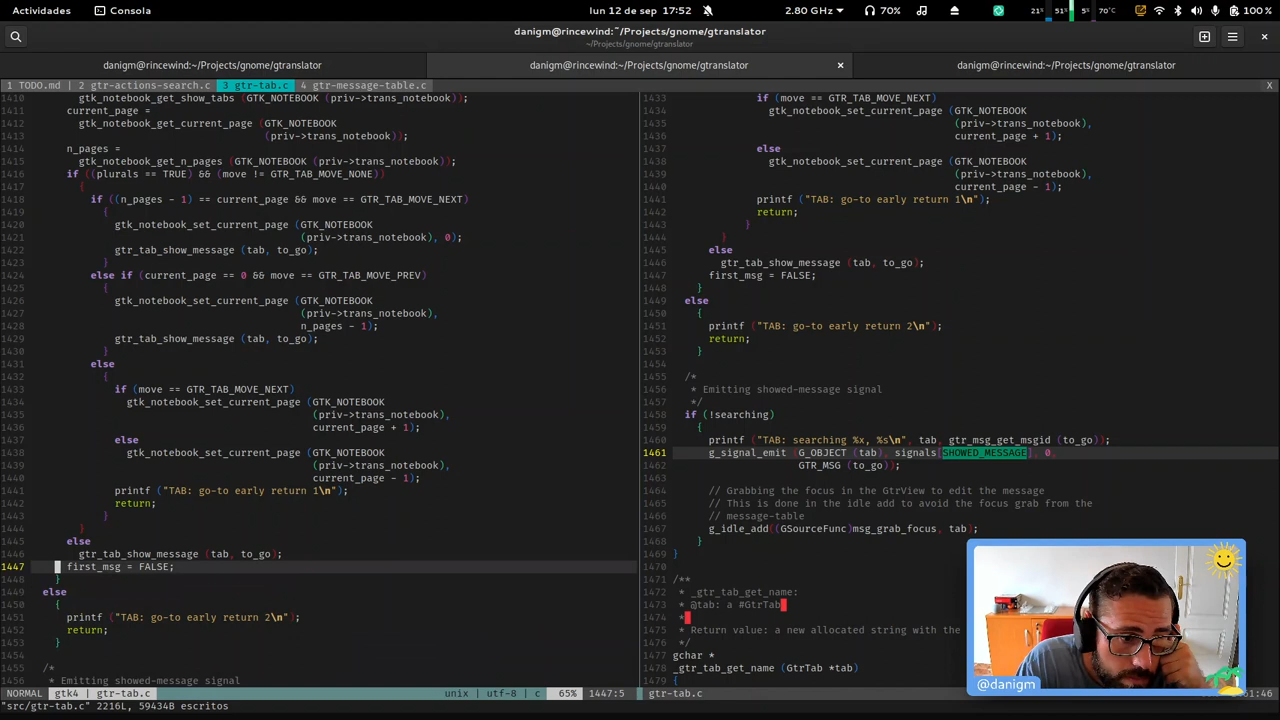 Actividades
Consola
lun 12 de sep 17:52
2.80 GHz
70%
21%
51%
5%
70°C
100 %
danigm@rincewind:~/Projects/gnome/gtranslator
~/Projects/gnome/gtranslator
danigm@rincewind:~/Projects/gnome/gtranslator
danigm@rincewind:~/Projects/gnome/gtranslator
danigm@rincewind:~/Projects/gnome/gtranslator
1 TODO.md | 2 gtr-actions-search.c 3 gtr-tab.c 4 gtr-message-table.c X
1410 gtk_notebook_get_show_tabs (GTK_NOTEBOOK (priv->trans_notebook));
1411 current_page =
1412 gtk_notebook_get_current_page (GTK_NOTEBOOK
1413 (priv->trans_notebook));
1414 n_pages =
1415 gtk_notebook_get_n_pages (GTK_NOTEBOOK (priv->trans_notebook));
1416 if ((plurals == TRUE) && (move != GTR_TAB_MOVE_NONE))
1417 {
1418 if ((n_pages - 1) == current_page && move == GTR_TAB_MOVE_NEXT)
1419 {
1420 gtk_notebook_set_current_page (GTK_NOTEBOOK
1421 (priv->trans_notebook), 0);
1422 gtr_tab_show_message (tab, to_go);
1423 }
1424 else if (current_page == 0 && move == GTR_TAB_MOVE_PREV)
1425 {
1426 gtk_notebook_set_current_page (GTK_NOTEBOOK
1427 (priv->trans_notebook),
1428 n_pages - 1);
1429 gtr_tab_show_message (tab, to_go);
1430 }
1431 else
1432 {
1433 if (move == GTR_TAB_MOVE_NEXT)
1434 gtk_notebook_set_current_page (GTK_NOTEBOOK
1435 (priv->trans_notebook),
1436 current_page + 1);
1437 else
1438 gtk_notebook_set_current_page (GTK_NOTEBOOK
1439 (priv->trans_notebook),
1440 current_page - 1);
1441 printf ("TAB: go-to early return 1\n");
1442 return;
1443 }
1444 }
1445 else
1446 gtr_tab_show_message (tab, to_go);
1447 first_msg = FALSE;
1448 }
1449 else
1450 {
1451 printf ("TAB: go-to early return 2\n");
1452 return;
1453 }
1454
1455 /*
1456 * Emitting showed-message signal
NORMAL gtk4 | gtr-tab.c unix | utf-8 | c 65% 1447:5
"src/gtr-tab.c" 2216L, 59434B escritos
1433 if (move == GTR_TAB_MOVE_NEXT)
1434 gtk_notebook_set_current_page (GTK_NOTEBOOK
1435 (priv->trans_notebook),
1436 current_page + 1);
1437 else
1438 gtk_notebook_set_current_page (GTK_NOTEBOOK
1439 (priv->trans_notebook),
1440 current_page - 1);
1441 printf ("TAB: go-to early return 1\n");
1442 return;
1443 }
1444 }
1445 else
1446 gtr_tab_show_message (tab, to_go);
1447 first_msg = FALSE;
1448 }
1449 else
1450 {
1451 printf ("TAB: go-to early return 2\n");
1452 return;
1453 }
1454
1455 /*
1456 * Emitting showed-message signal
1457 */
1458 if (!searching)
1459 {
1460 printf ("TAB: searching %x, %s\n", tab, gtr_msg_get_msgid (to_go));
1461 g_signal_emit (G_OBJECT (tab), signals[SHOWED_MESSAGE], 0,
1462 GTR_MSG (to_go));
1463
1464 // Grabbing the focus in the GtrView to edit the message
1465 // This is done in the idle add to avoid the focus grab from the
1466 // message-table
1467 g_idle_add((GSourceFunc)msg_grab_focus, tab);
1468 }
1469 }
1470
1471 /**
1472 * _gtr_tab_get_name:
1473 * @tab: a #GtrTab
1474 *
1475 * Return value: a new allocated string with the
1476 */
1477 gchar *
1478 _gtr_tab_get_name (GtrTab *tab)
1479 {
gtr-tab.c
@danigm